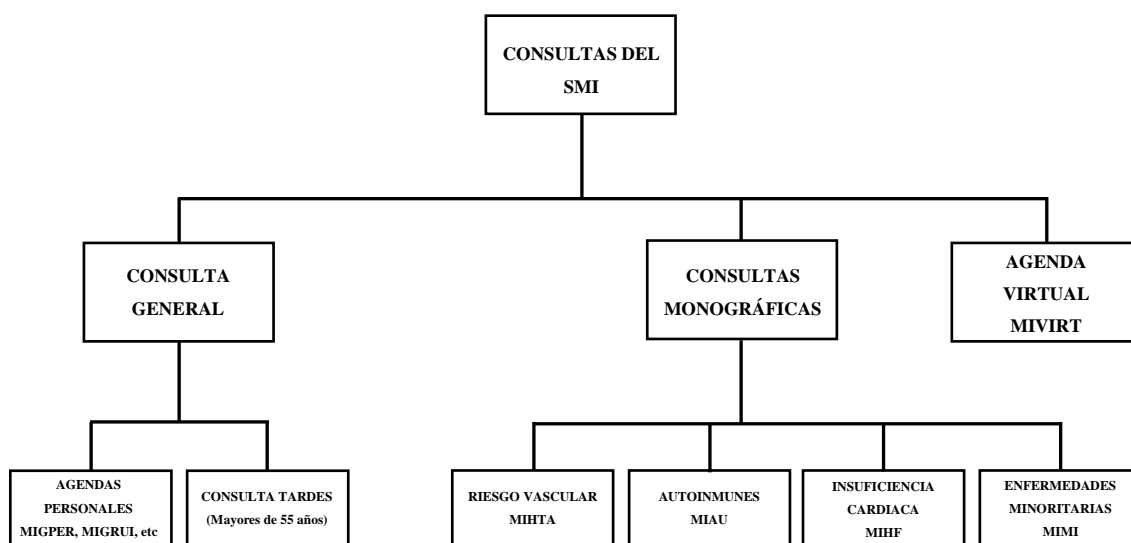 CONSULTAS DEL
SMI
CONSULTA
GENERAL
CONSULTAS
MONOGRÁFICAS
AGENDA
VIRTUAL
MIVIRT
AGENDAS
PERSONALES
MIGPER, MIGRUI, etc
CONSULTA TARDES
(Mayores de 55 años)
RIESGO VASCULAR
MIHTA
AUTOINMUNES
MIAU
INSUFICIENCIA
CARDIACA
MIHF
ENFERMEDADES
MINORITARIAS
MIMI